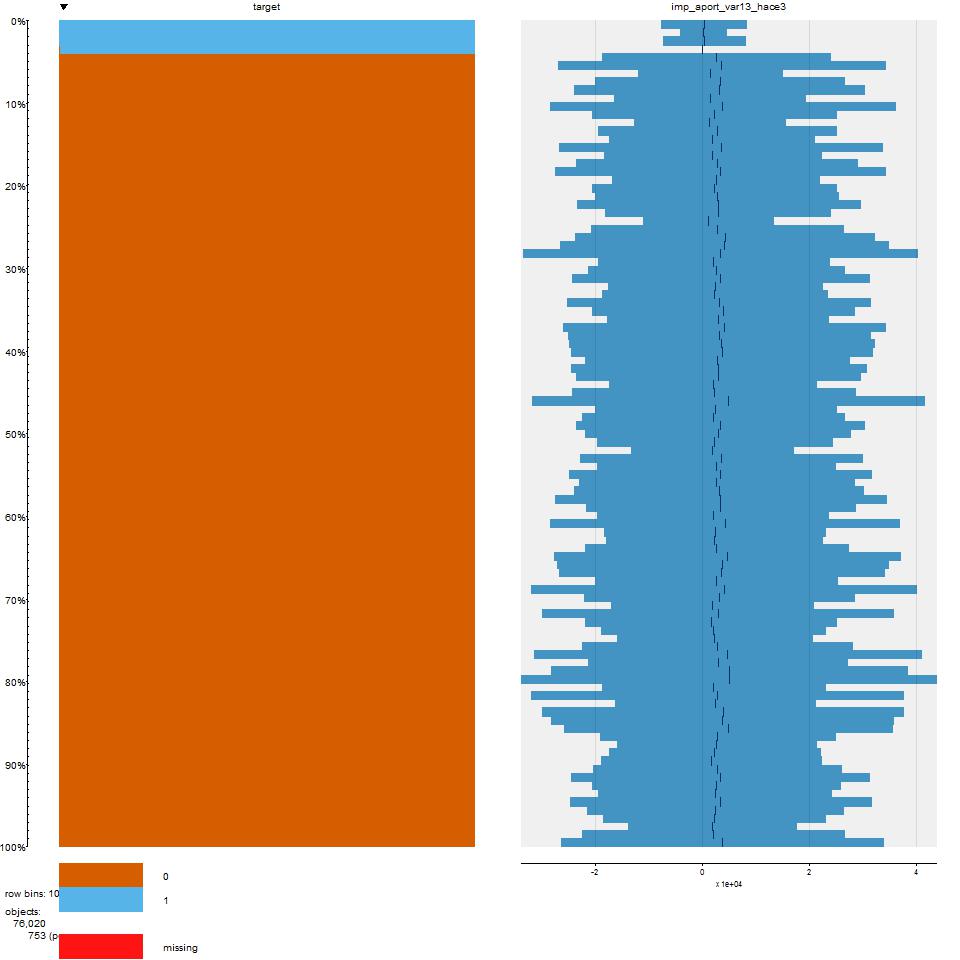 target
imp_aport_var13_hace3
0%
10%
20%
30%
40%
50%
60%
70%
80%
90%
100%
-2 0 2 4
x 1e+04
0
row bins: 10
1
objects:
76,020
753 (p
missing